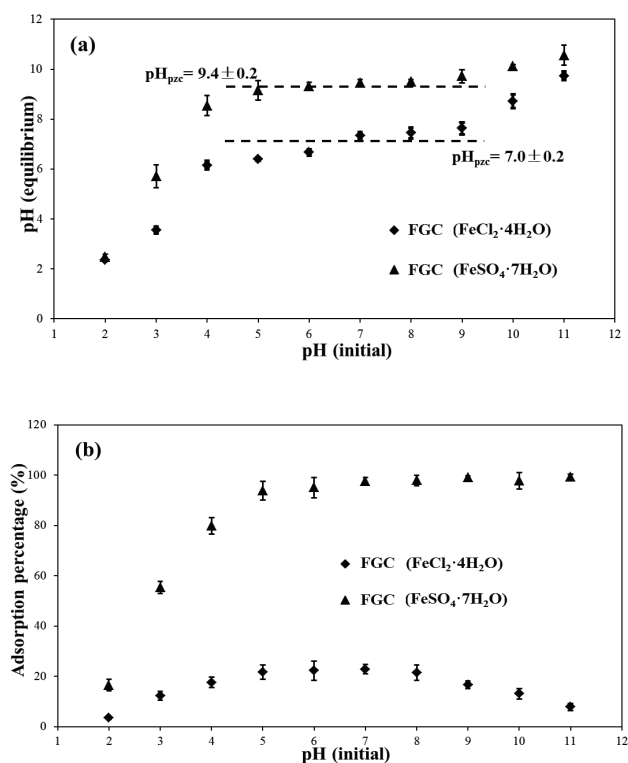 (a)
pH (equilibrium)
12
10
8
6
4
2
0
pHpzc= 9.4±0.2
pHpzc= 7.0±0.2
FGC (FeCl2·4H2O)
FGC (FeSO4·7H2O)
1 2 3 4 5 6 7 8 9 10 11 12
pH (initial)
(b)
Adsorption percentage (%)
120
100
80
60
40
20
0
FGC (FeCl2·4H2O)
FGC (FeSO4·7H2O)
1 2 3 4 5 6 7 8 9 10 11 12
pH (initial)